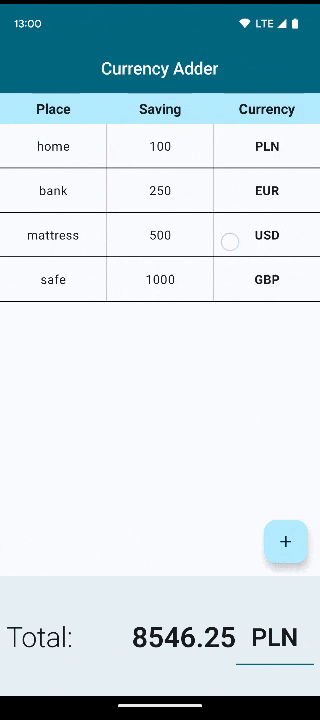 13:00 LTE
Currency Adder
Place Saving Currency
home 100 PLN
bank 250 EUR
mattress 500 USD
safe 1000 GBP
+
Total: 8546.25 PLN